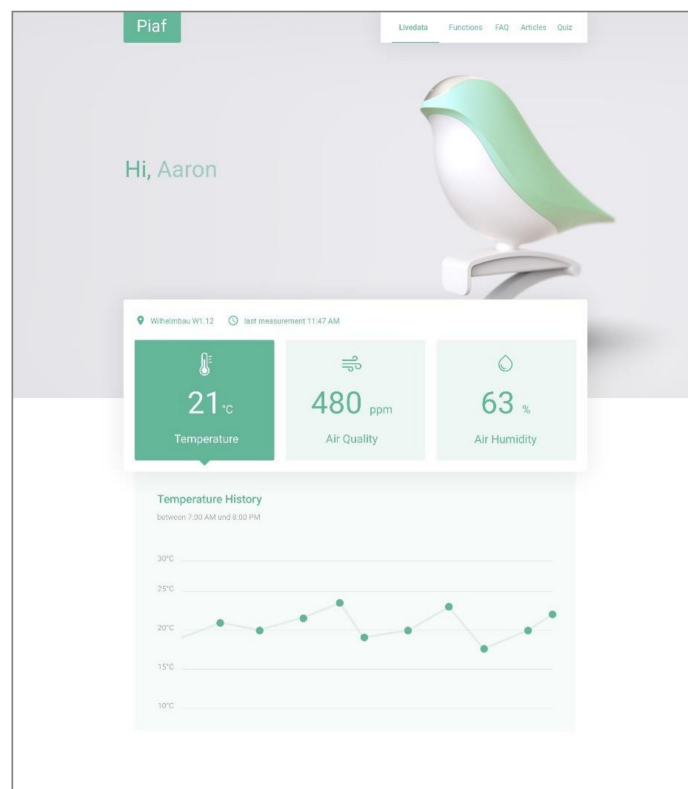 Piaf
Livedata Functions FAQ Articles Quiz
Hi, Aaron
Wilhelmbau W1.12 last measurement 11:47 AM
21 °C 480 ppm 63 %
Temperature Air Quality Air Humidity
Temperature History
between 7:00 AM und 8:00 PM
30°C
25°C
20°C
15°C
10°C